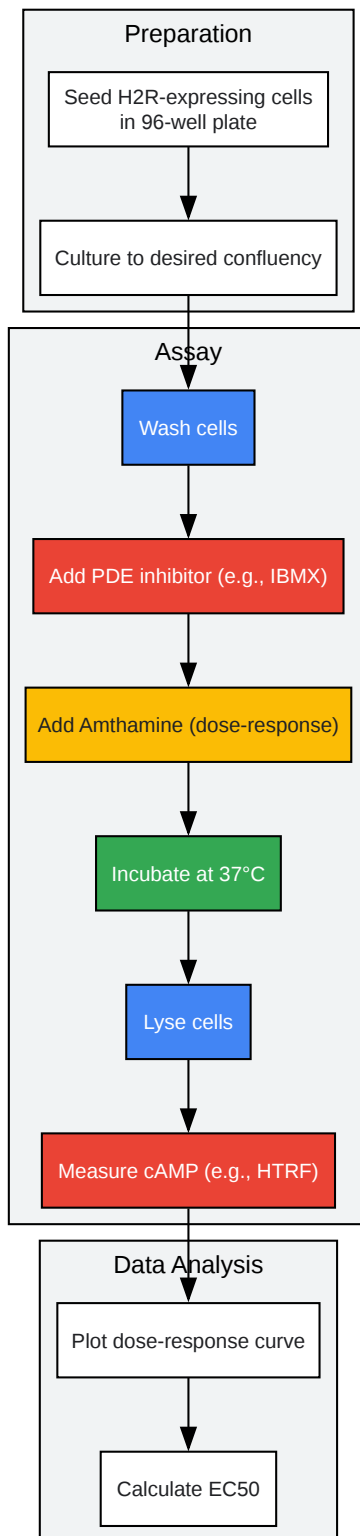 Preparation
Seed H2R-expressing cells
in 96-well plate
Culture to desired confluency
Assay
Wash cells
Add PDE inhibitor (e.g., IBMX)
Add Amthamine (dose-response)
Incubate at 37°C
Lyse cells
Measure cAMP (e.g., HTRF)
Data Analysis
Plot dose-response curve
Calculate EC50